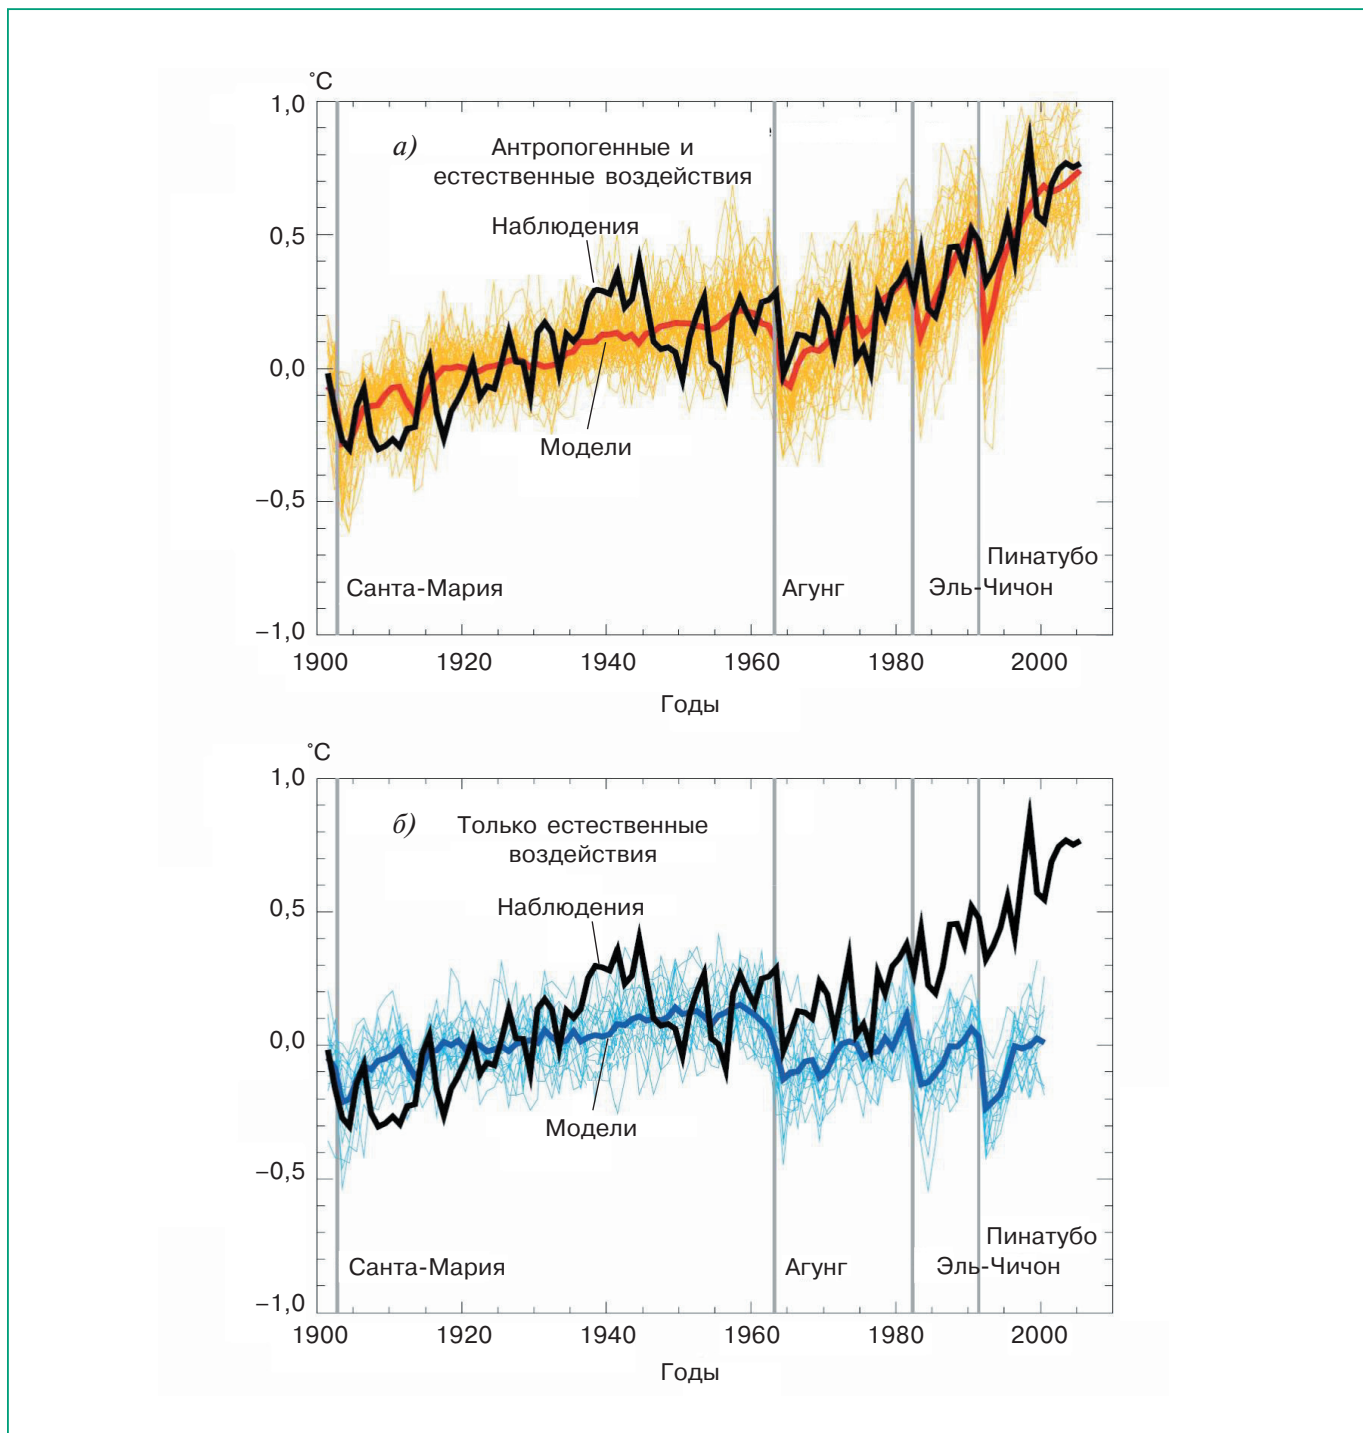 °C
1,0
а) Антропогенные и
естественные воздействия
Наблюдения
0,5
0,0
Модели
–0,5
Пинатубо
Санта-Мария Агунг Эль-Чичон
–1,0
1900 1920 1940 1960 1980 2000
Годы
°C
1,0
б) Только естественные
воздействия
Наблюдения
0,5
0,0
Модели
–0,5
Пинатубо
Санта-Мария Агунг Эль-Чичон
–1,0
1900 1920 1940 1960 1980 2000
Годы